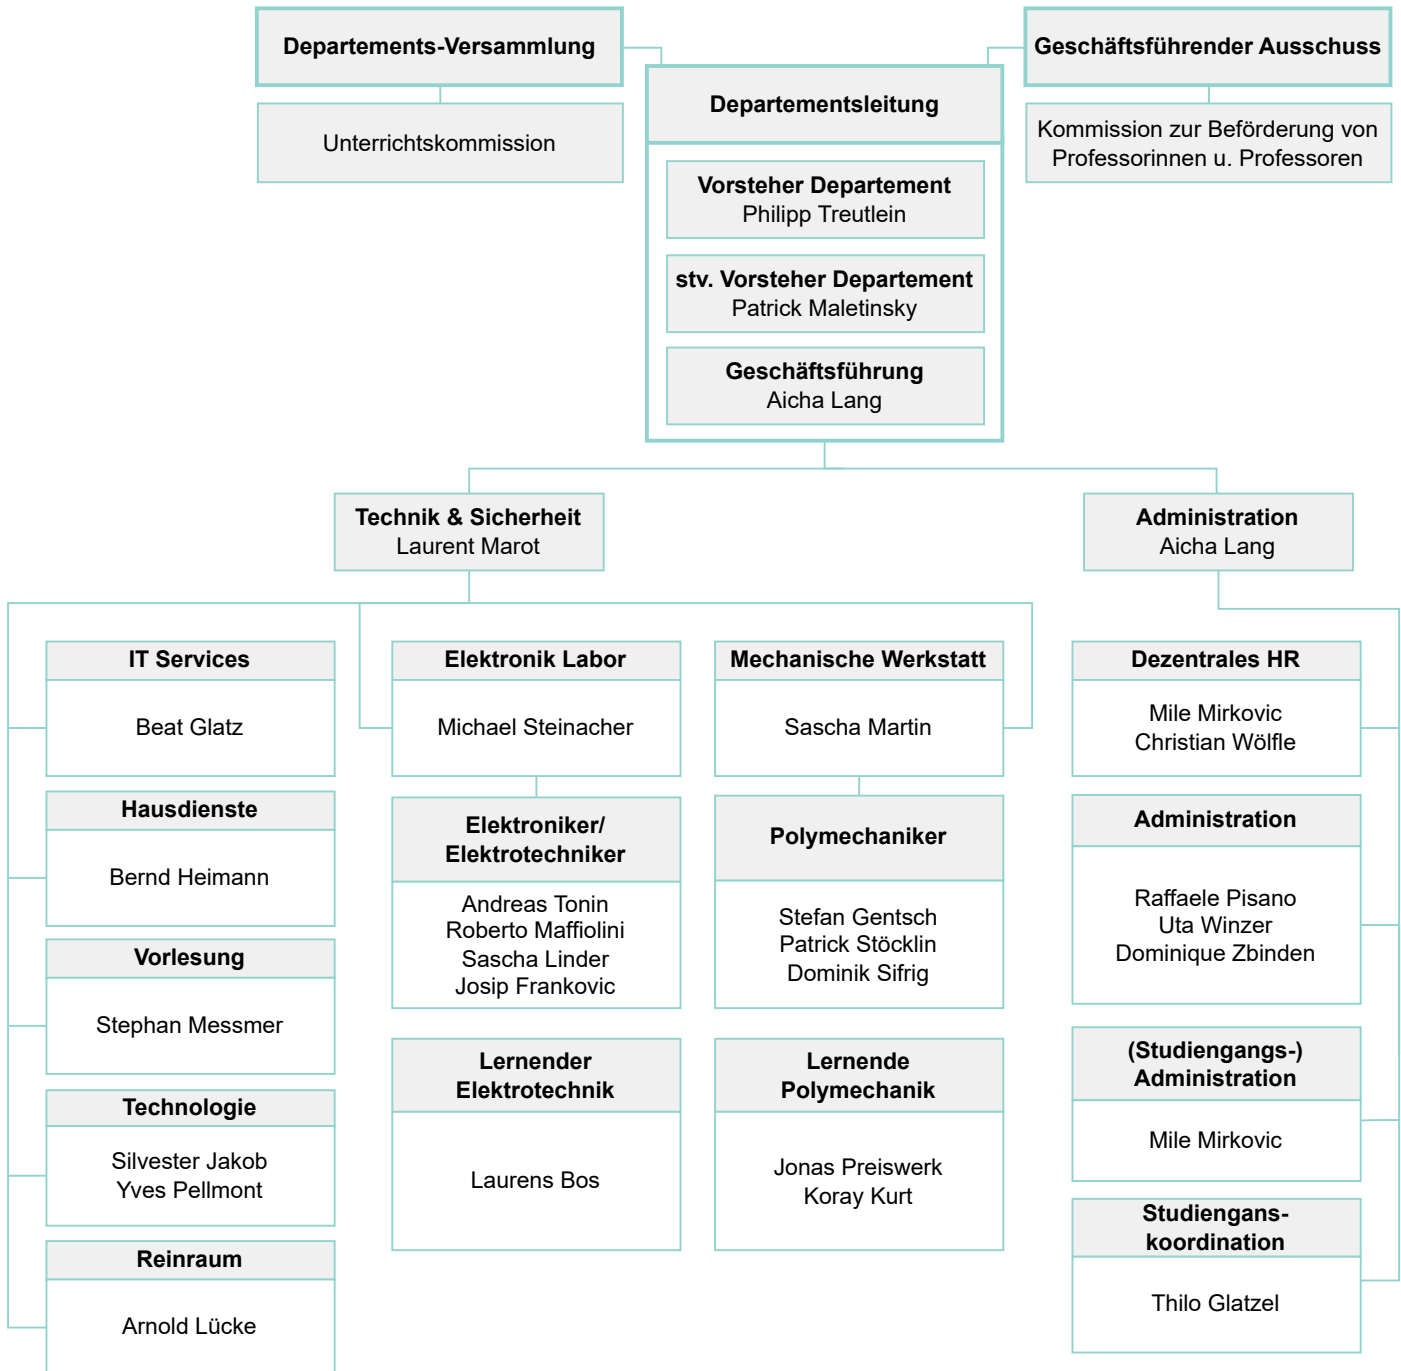 Departements-Versammlung
Unterrichtskommission
Geschäftsführender Ausschuss
Kommission zur Beförderung von
Professorinnen u. Professoren
Departementsleitung
Vorsteher Departement
Philipp Treutlein
stv. Vorsteher Departement
Patrick Maletinsky
Geschäftsführung
Aicha Lang
Technik & Sicherheit
Laurent Marot
Administration
Aicha Lang
IT Services
Beat Glatz
Hausdienste
Bernd Heimann
Vorlesung
Stephan Messmer
Technologie
Silvester Jakob
Yves Pellmont
Reinraum
Arnold Lücke
Elektronik Labor
Michael Steinacher
Elektroniker/
Elektrotechniker
Andreas Tonin
Roberto Maffiolini
Sascha Linder
Josip Frankovic
Lernender
Elektrotechnik
Laurens Bos
Mechanische Werkstatt
Sascha Martin
Polymechaniker
Stefan Gentsch
Patrick Stöcklin
Dominik Sifrig
Lernende
Polymechanik
Jonas Preiswerk
Koray Kurt
Dezentrales HR
Mile Mirkovic
Christian Wölfle
Administration
Raffaele Pisano
Uta Winzer
Dominique Zbinden
(Studiengangs-)
Administration
Mile Mirkovic
Studiengans-
koordination
Thilo Glatzel